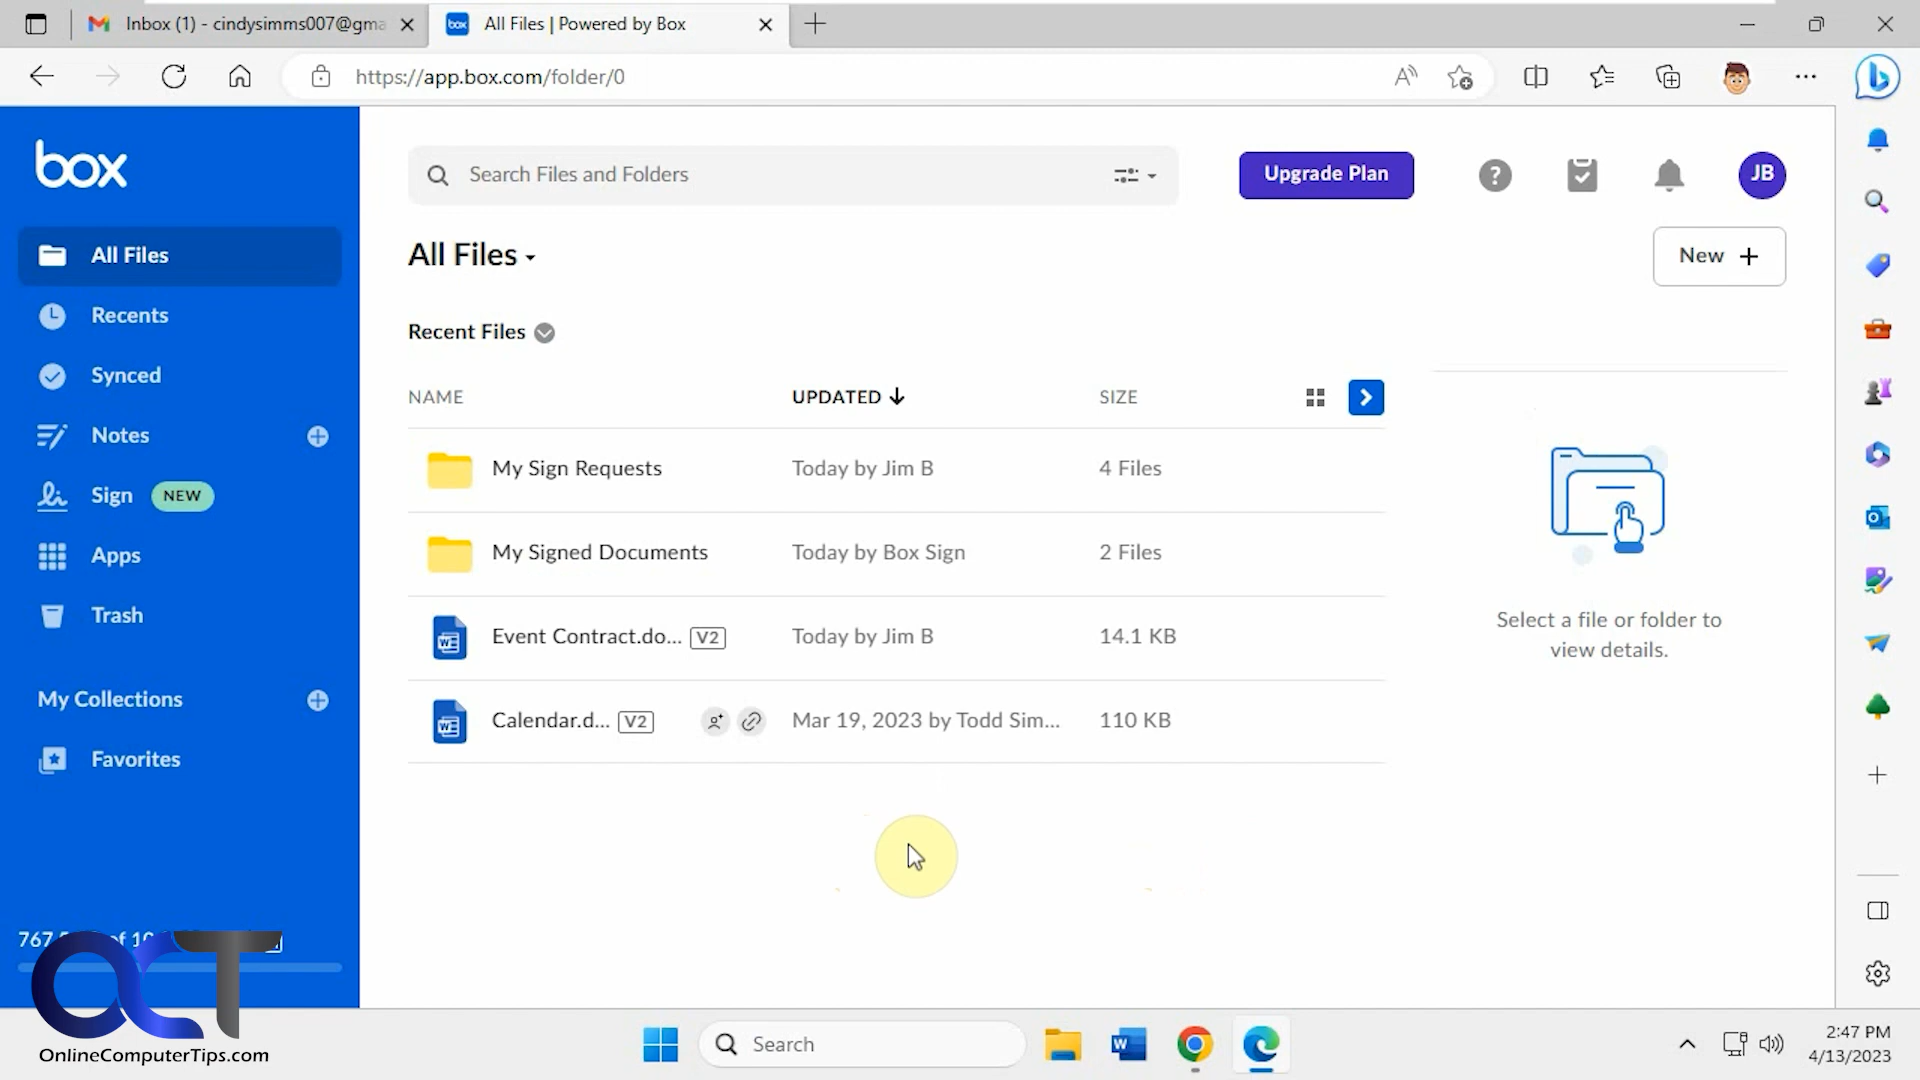 Inbox (1) - cindysimms007@gma
box
All Files | Powered by Box
https://app.box.com/folder/0
box
Search Files and Folders
Upgrade Plan
?
JB
All Files
All Files
New +
Recents
Recent Files
Synced
NAME
UPDATED
SIZE
Notes
My Sign Requests
Today by Jim B
4 Files
Sign
NEW
My Signed Documents
Today by Box Sign
2 Files
Apps
Trash
Event Contract.do...
V2
Today by Jim B
14.1 KB
Select a file or folder to
view details.
My Collections
Calendar.d...
V2
Mar 19, 2023 by Todd Sim...
110 KB
Favorites
OCT
OnlineComputerTips.com
Search
2:47 PM
4/13/2023